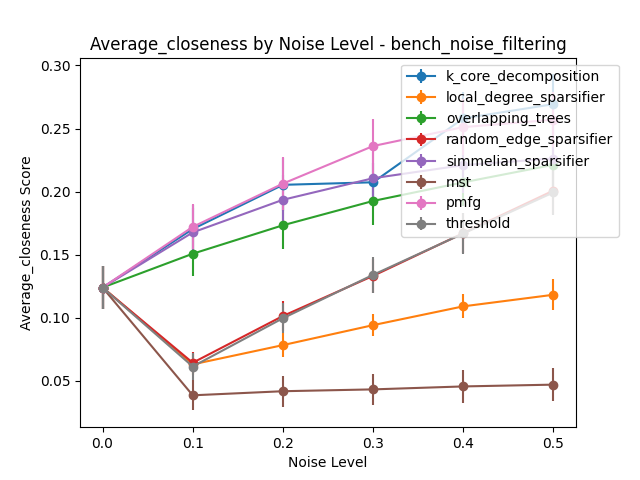 Average_closeness by Noise Level - bench_noise_filtering
0.30
0.25
0.20
0.15
0.10
0.05
Average_closeness Score
k_core_decomposition
local_degree_sparsifier
overlapping_trees
random_edge_sparsifier
simmelian_sparsifier
mst
pmfg
threshold
0.0 0.1 0.2 0.3 0.4 0.5
Noise Level